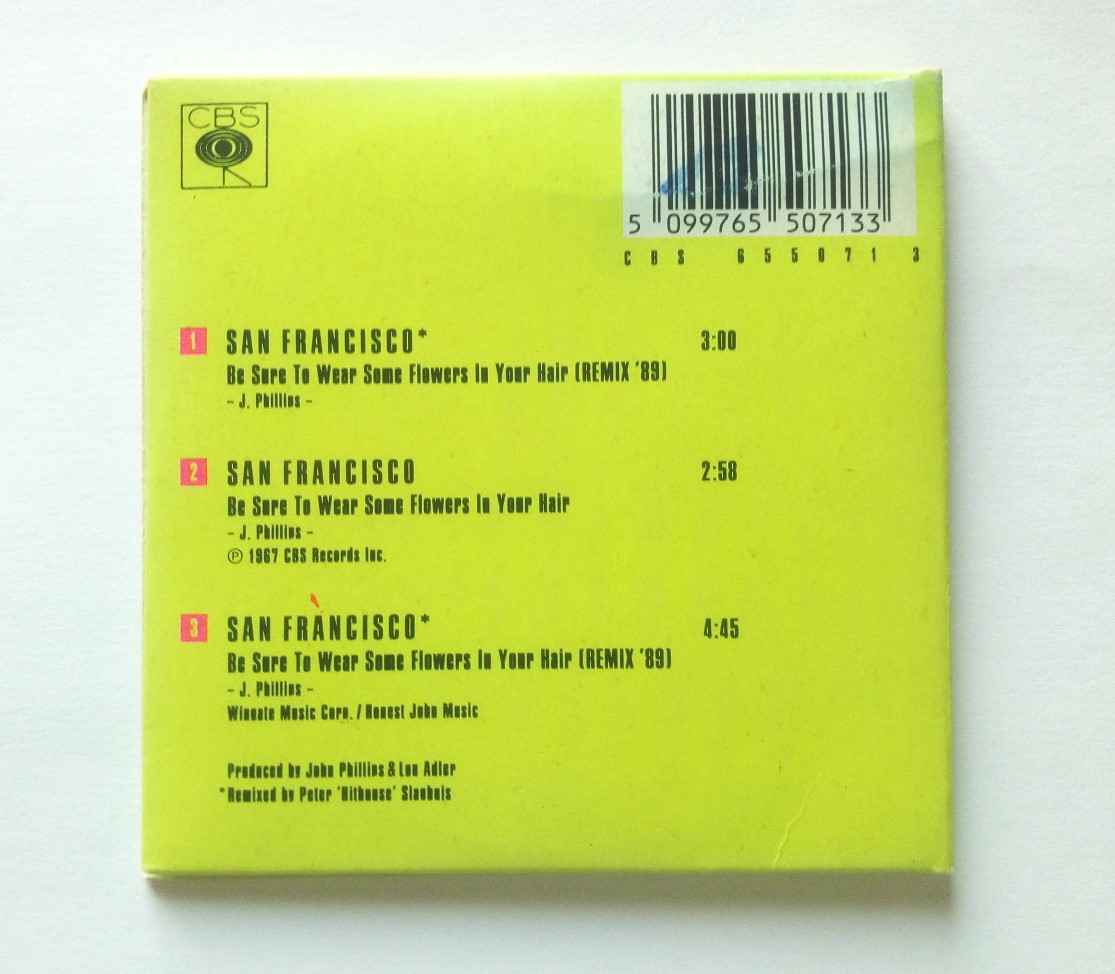 CBS
5 099765 507133
CBS 655071 3
1 SAN FRANCISCO* 3:00
Be Sure To Wear Some Flowers In Your Hair (REMIX '89)
- J. Phillips -
2 SAN FRANCISCO 2:58
Be Sure To Wear Some Flowers In Your Hair
- J. Phillips -
℗ 1967 CBS Records Inc.
3 SAN FRANCISCO* 4:45
Be Sure To Wear Some Flowers In Your Hair (REMIX '89)
- J. Phillips -
Wingate Music Corp. / Honest John Music
Produced by John Phillips & Lou Adler
*Remixed by Peter 'Hithouse' Slaghuis